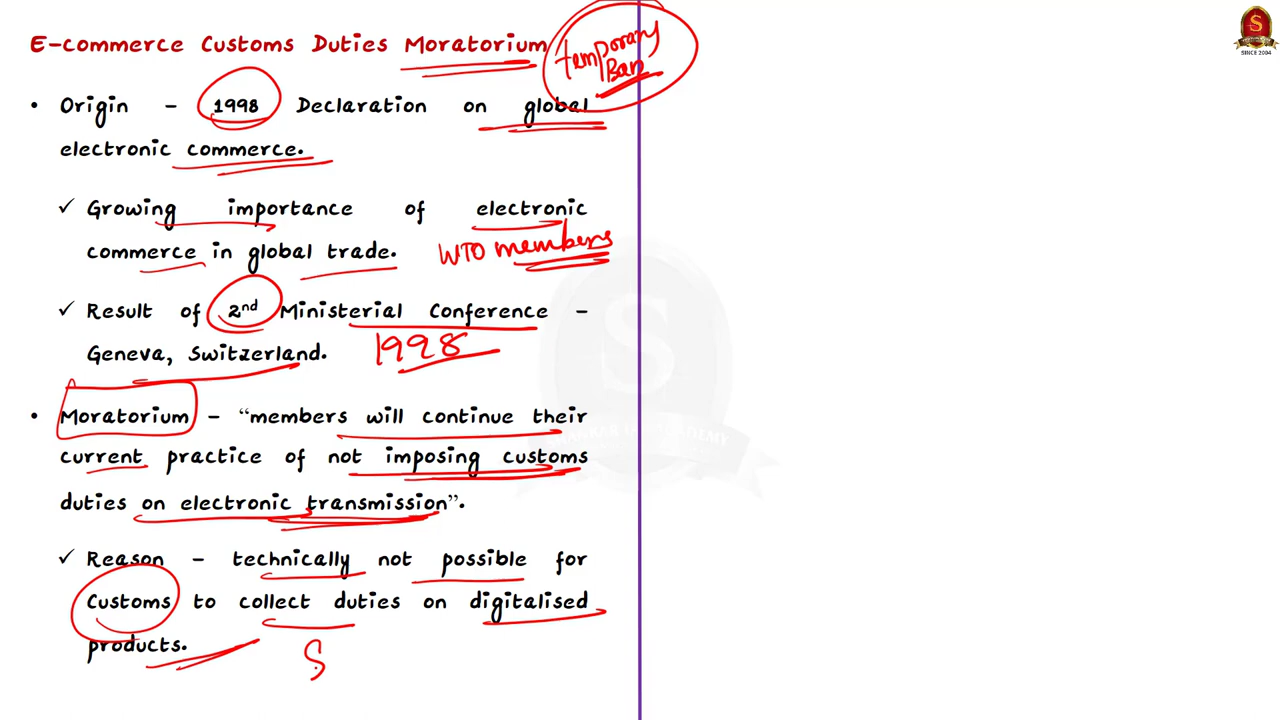 E-commerce Customs Duties Moratorium
temporary
Ban
• Origin – 1998 Declaration on global
electronic commerce.
✓ Growing importance of electronic
commerce in global trade.
WTO members
✓ Result of 2nd Ministerial Conference –
Geneva, Switzerland.
1998
• Moratorium – “members will continue their
current practice of not imposing customs
duties on electronic transmission”.
✓ Reason – technically not possible for
Customs to collect duties on digitalised
products.
S
S
SINCE 2004